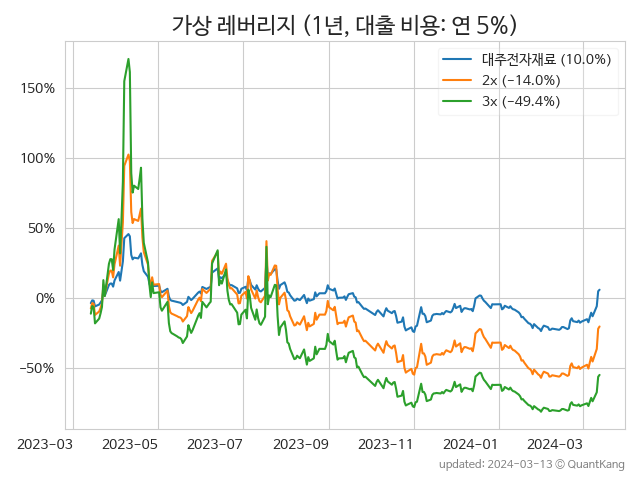 가상 레버리지 (1년, 대출 비용: 연 5%)
대주전자재료 (10.0%)
2x (−14.0%)
3x (−49.4%)
150%
100%
50%
0%
−50%
2023-03 2023-05 2023-07 2023-09 2023-11 2024-01 2024-03
updated: 2024-03-13 © QuantKang